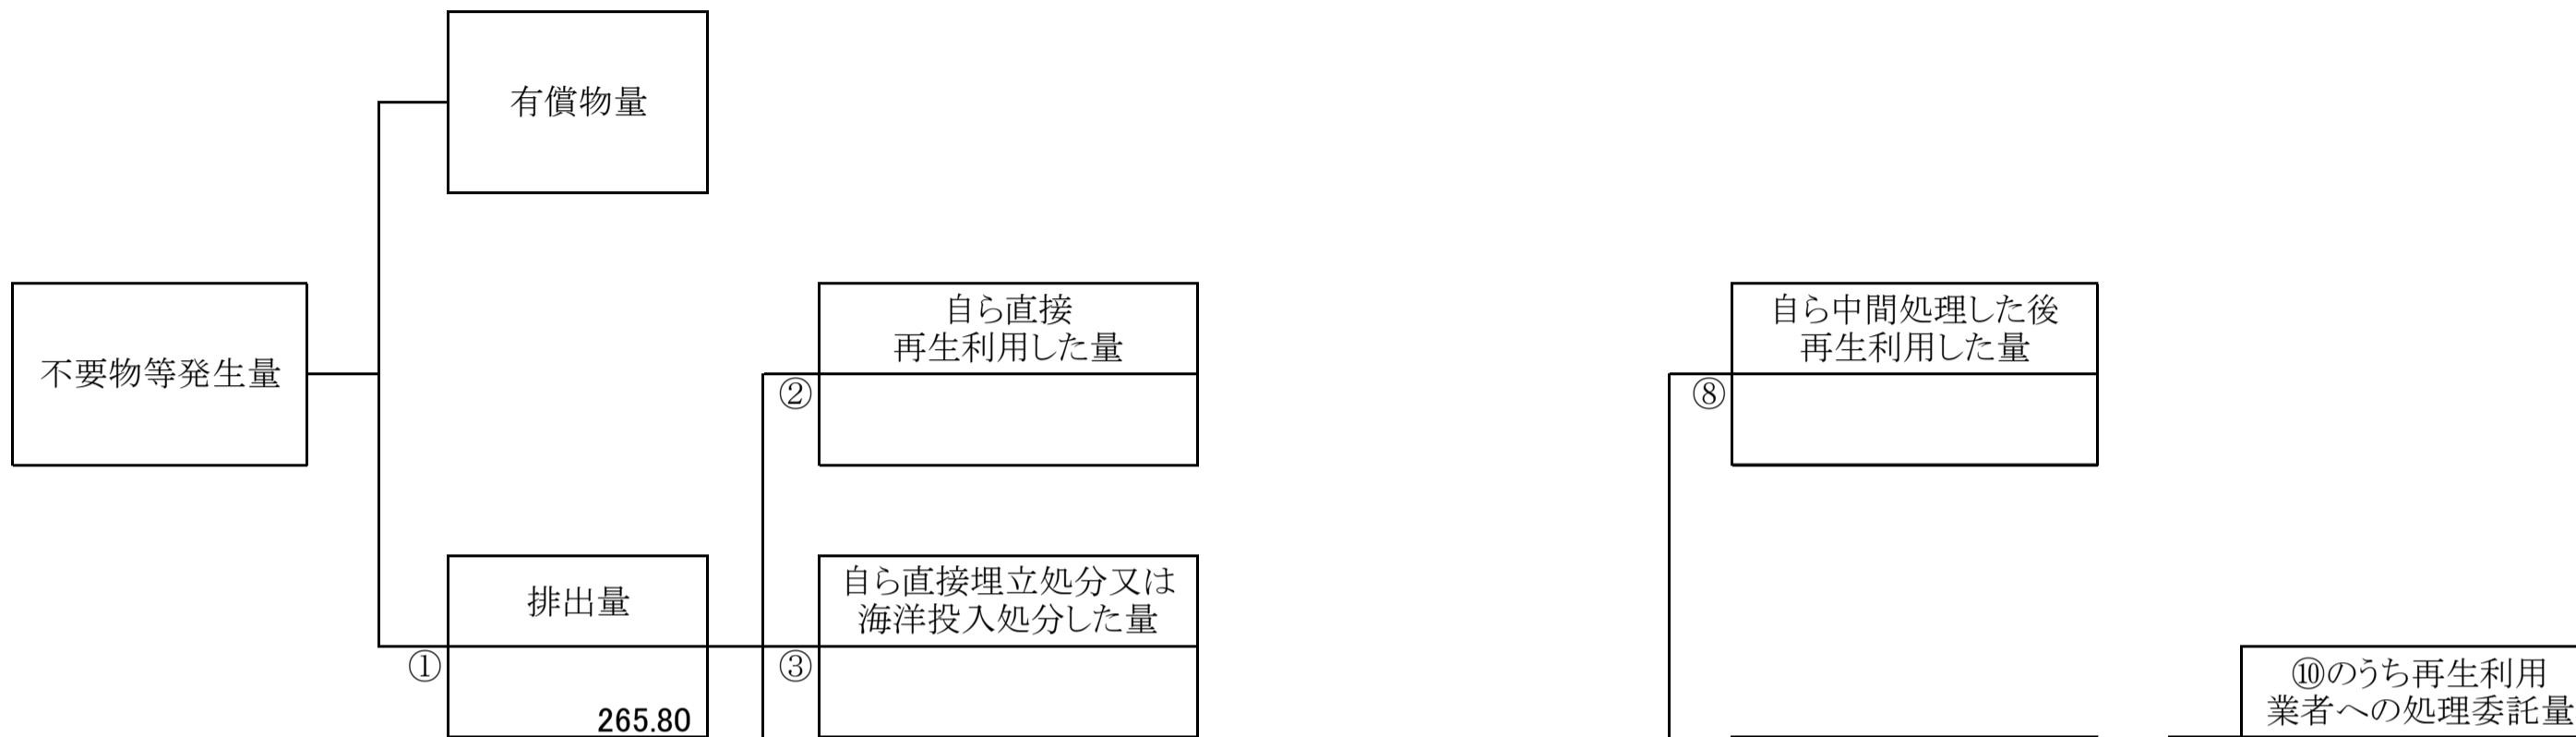 有償物量
不要物等発生量
自ら直接
再生利用した量
②
自ら中間処理した後
再生利用した量
⑧
排出量
①
265.80
自ら直接埋立処分又は
海洋投入処分した量
③
⑩のうち再生利用
業者への処理委託量